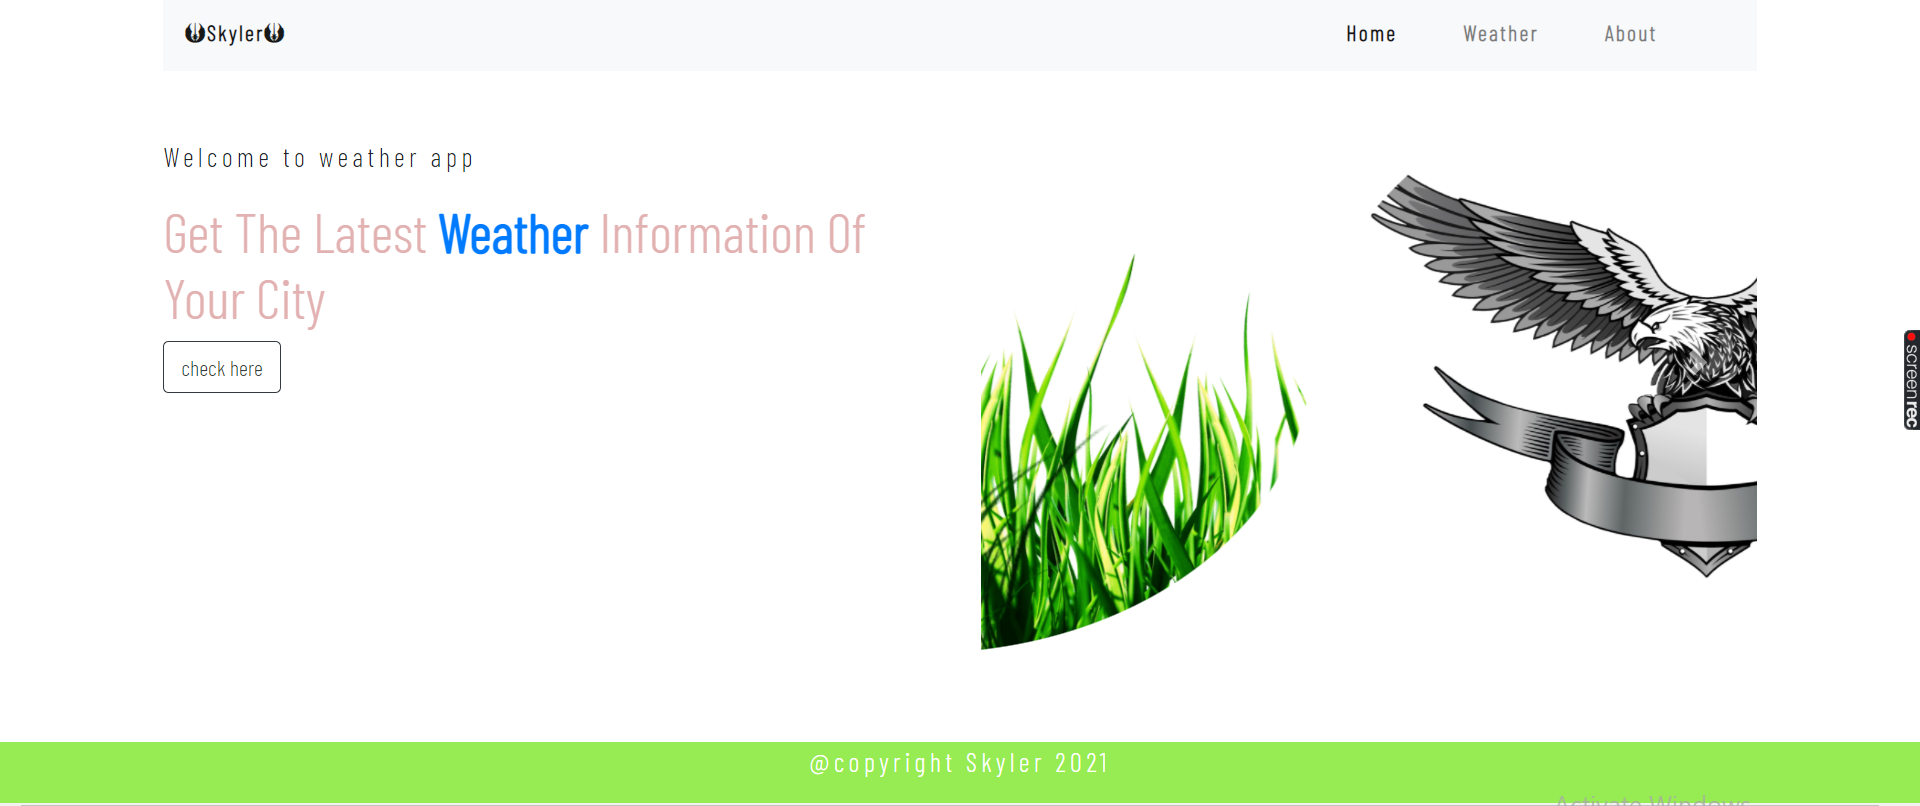 Skyler
Home
Weather
About
Welcome to weather app
Get The Latest Weather Information Of
Your City
check here
screenrec
@copyright Skyler 2021
Activate Windows